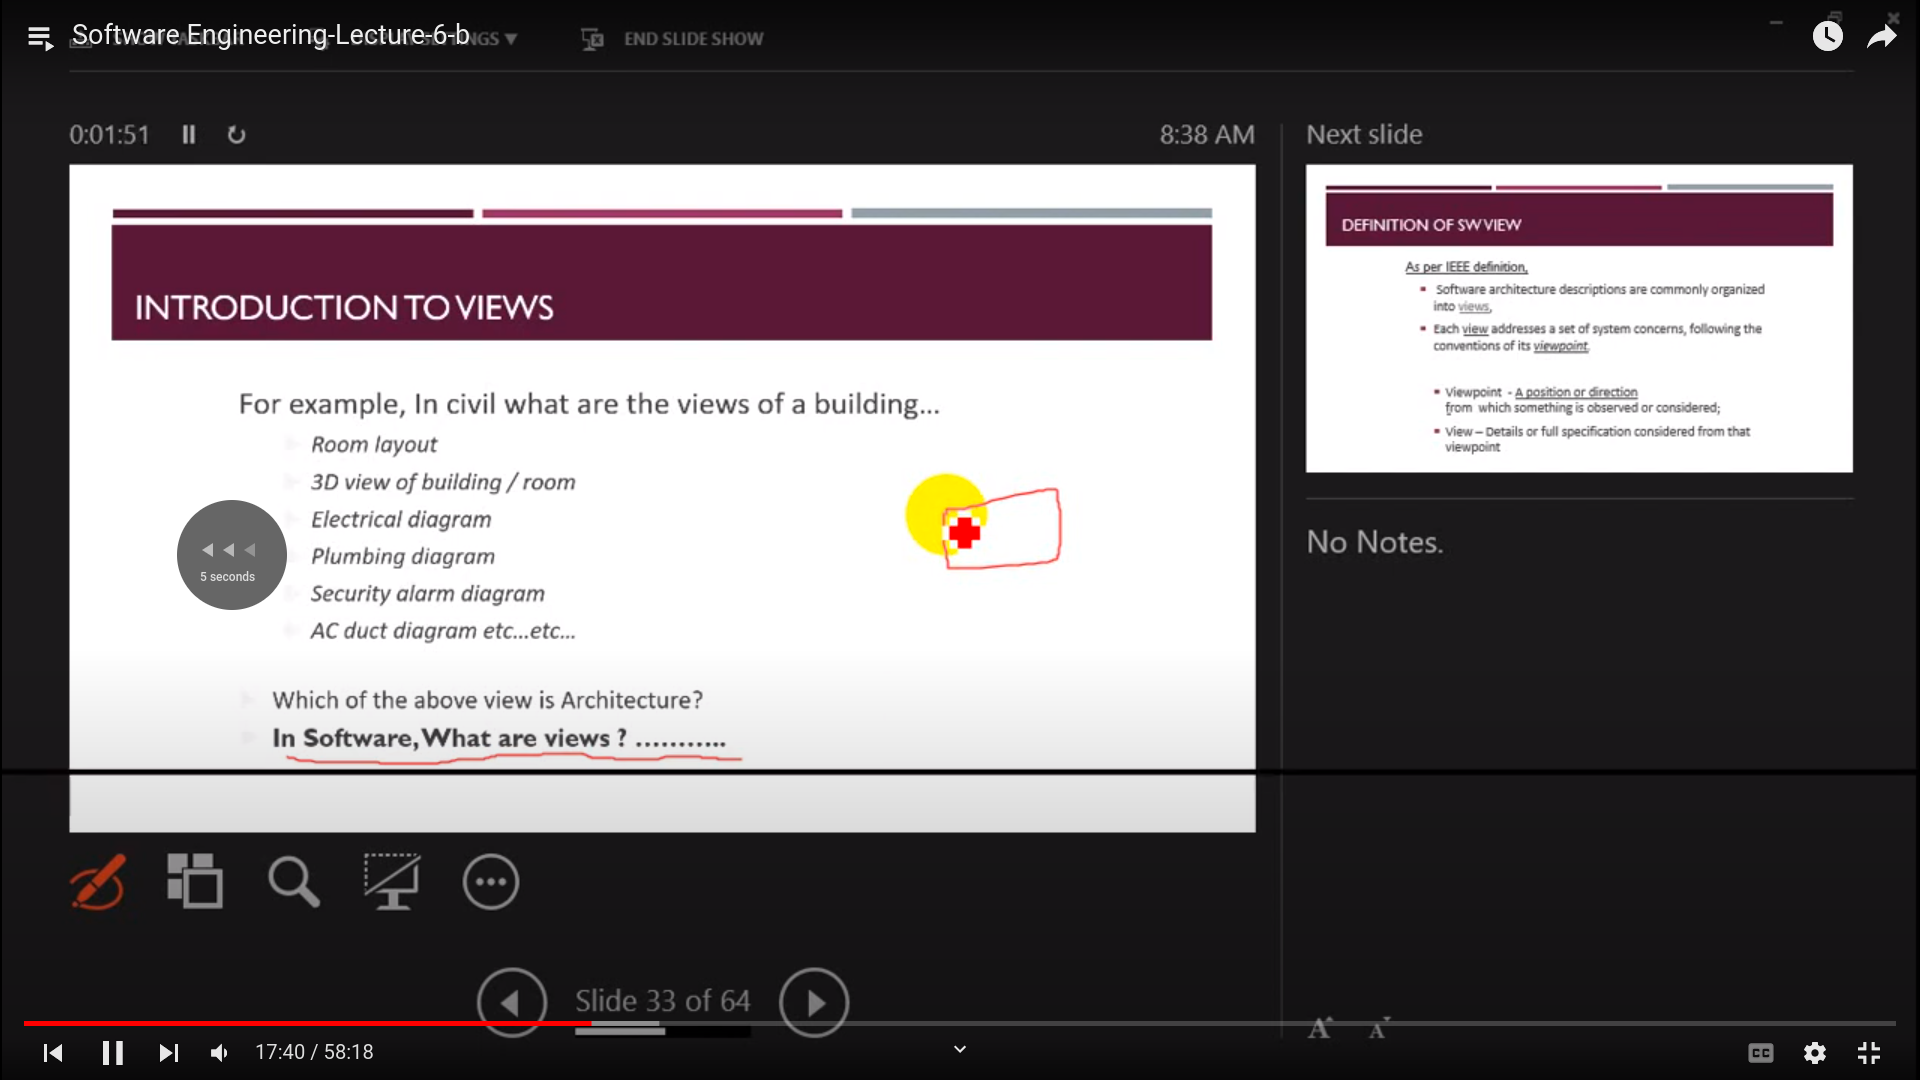 Software Engineering-Lecture-6-b
END SLIDE SHOW
0:01:51
8:38 AM
Next slide
INTRODUCTION TO VIEWS
For example, In civil what are the views of a building...
Room layout
3D view of building / room
Electrical diagram
Plumbing diagram
Security alarm diagram
AC duct diagram etc...etc...
Which of the above view is Architecture?
In Software, What are views ? ...........
5 seconds
DEFINITION OF SW VIEW
As per IEEE definition,
Software architecture descriptions are commonly organized
into views,
Each view addresses a set of system concerns, following the
conventions of its viewpoint.
Viewpoint - A position or direction
from which something is observed or considered;
View – Details or full specification considered from that
viewpoint
No Notes.
Slide 33 of 64
A A
17:40 / 58:18
CC